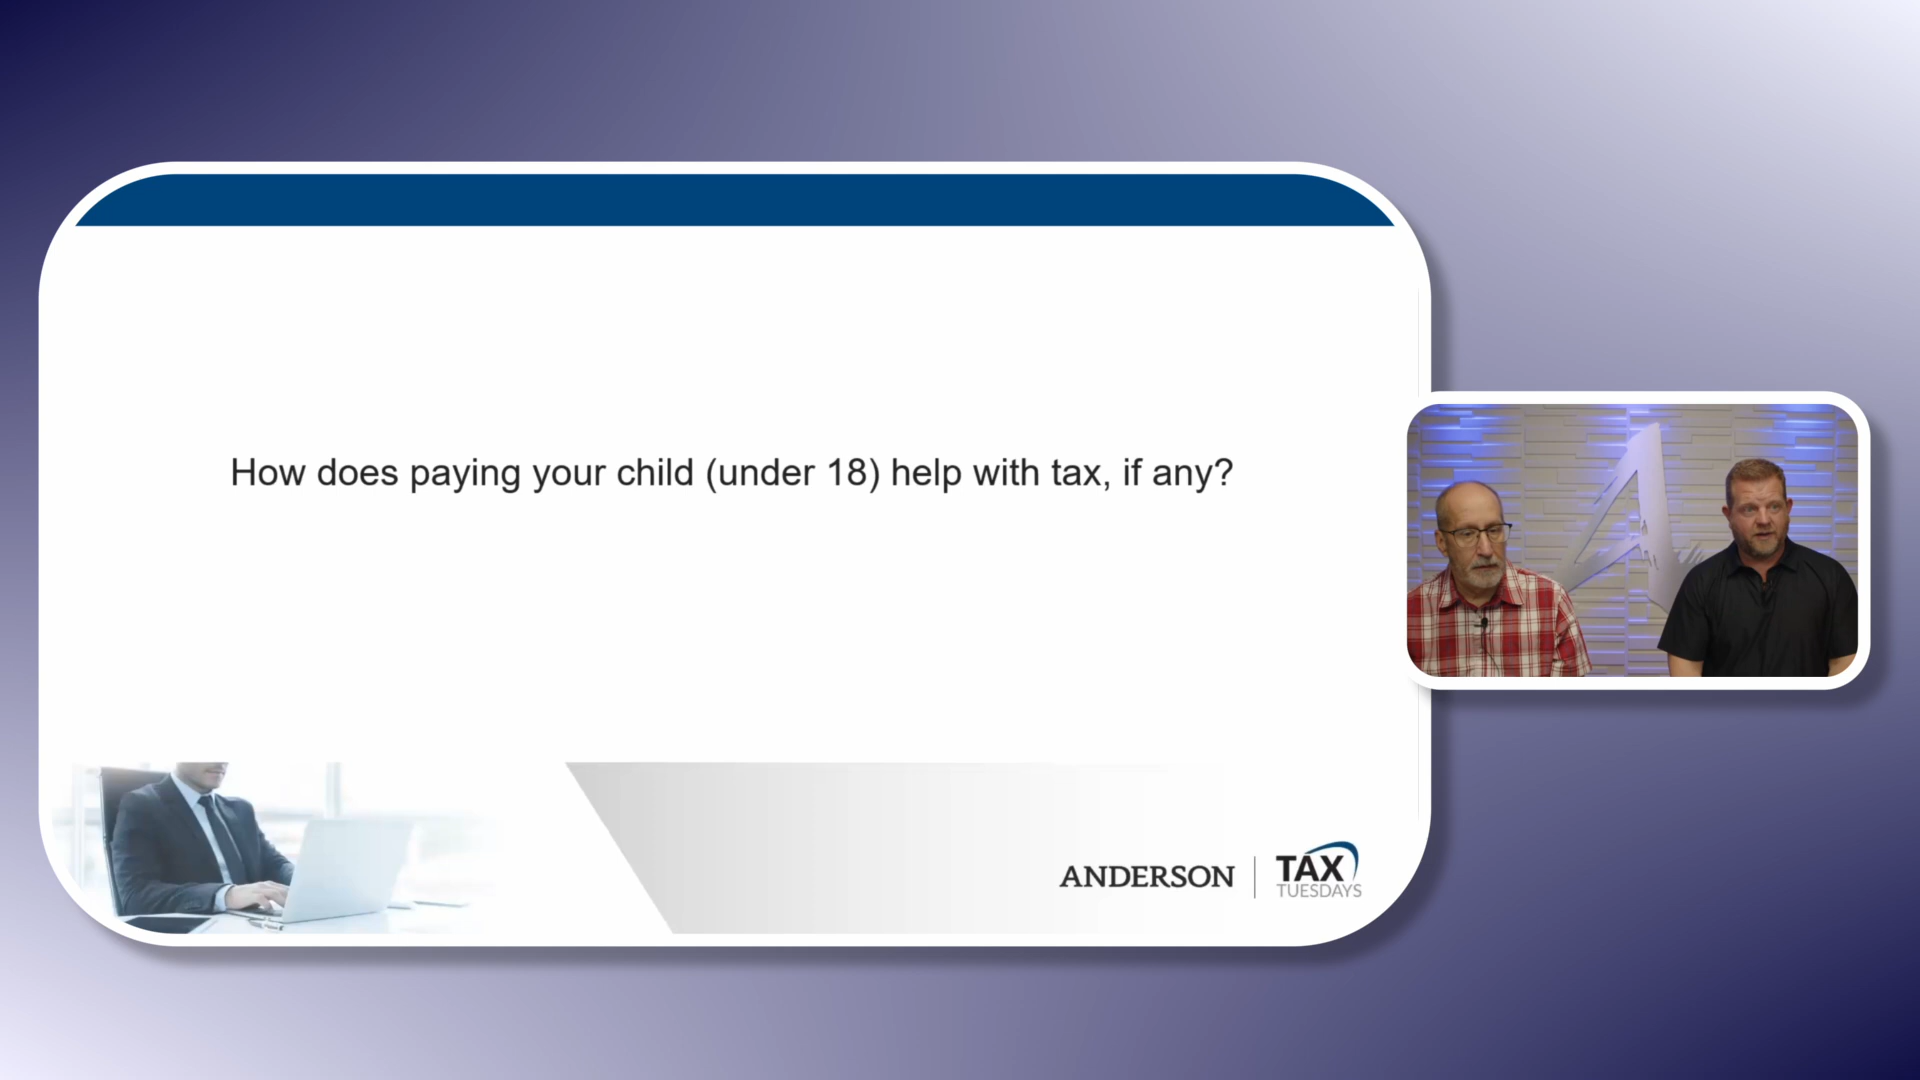 How does paying your child (under 18) help with tax, if any?
ANDERSON
TAX
TUESDAYS